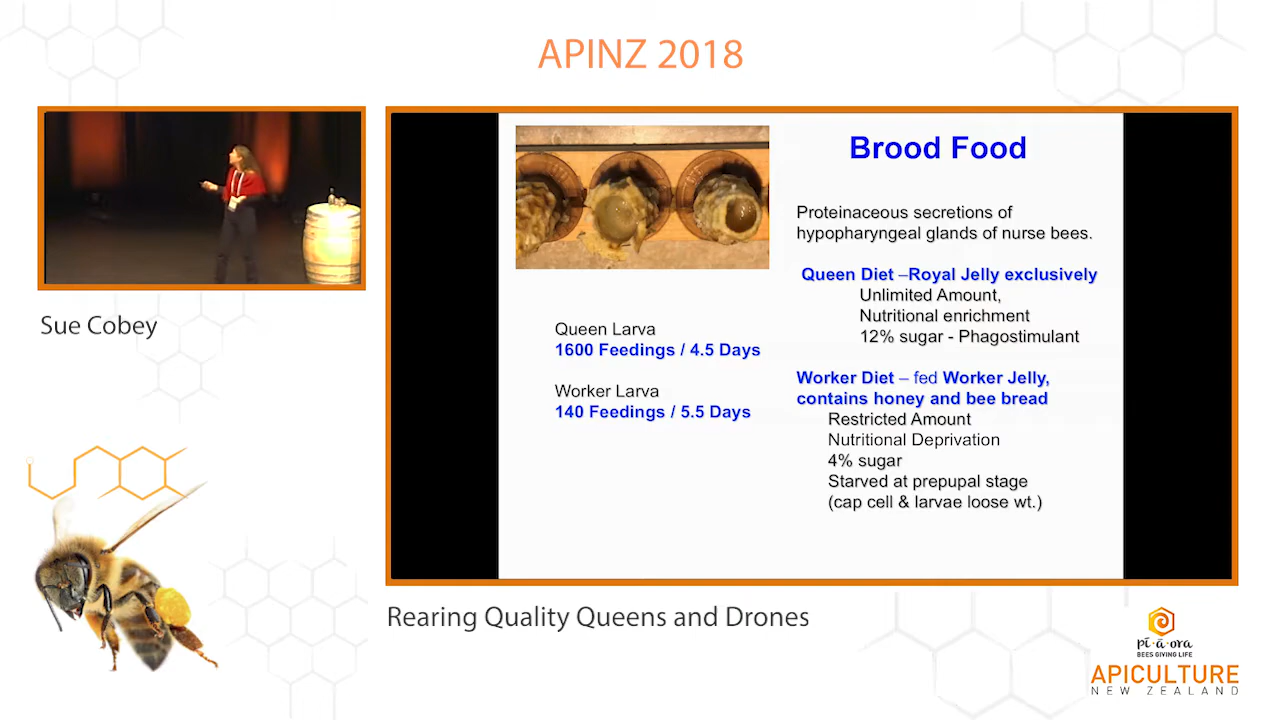 APINZ 2018
Sue Cobey
Brood Food
Proteinaceous secretions of
hypopharyngeal glands of nurse bees.
Queen Diet –Royal Jelly exclusively
Unlimited Amount,
Nutritional enrichment
12% sugar - Phagostimulant
Queen Larva
1600 Feedings / 4.5 Days
Worker Larva
140 Feedings / 5.5 Days
Worker Diet – fed Worker Jelly,
contains honey and bee bread
Restricted Amount
Nutritional Deprivation
4% sugar
Starved at prepupal stage
(cap cell & larvae loose wt.)
Rearing Quality Queens and Drones
pī-ā-ora
BEES GIVING LIFE
APICULTURE
NEW ZEALAND